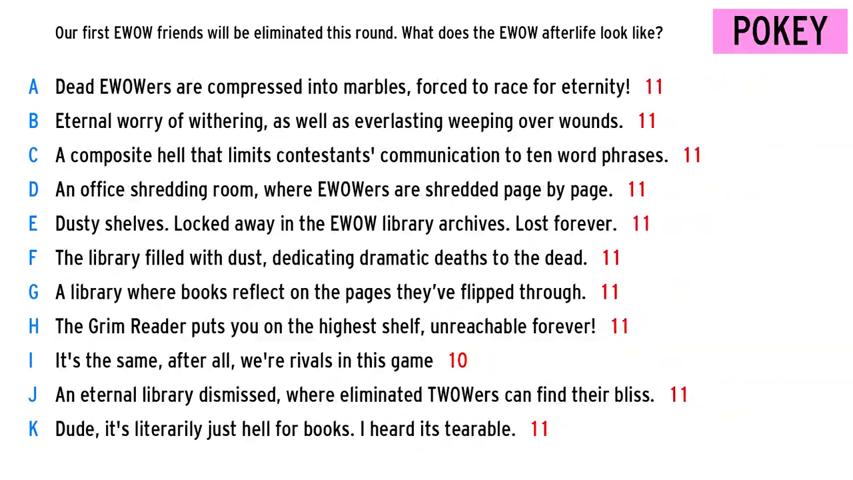 Our first EWOW friends will be eliminated this round. What does the EWOW afterlife look like?
POKEY
A Dead EWOWers are compressed into marbles, forced to race for eternity! 11
B Eternal worry of withering, as well as everlasting weeping over wounds. 11
C A composite hell that limits contestants' communication to ten word phrases. 11
D An office shredding room, where EWOWers are shredded page by page. 11
E Dusty shelves. Locked away in the EWOW library archives. Lost forever. 11
F The library filled with dust, dedicating dramatic deaths to the dead. 11
G A library where books reflect on the pages they’ve flipped through. 11
H The Grim Reader puts you on the highest shelf, unreachable forever! 11
I It's the same, after all, we're rivals in this game 10
J An eternal library dismissed, where eliminated TWOWers can find their bliss. 11
K Dude, it's literarily just hell for books. I heard its tearable. 11